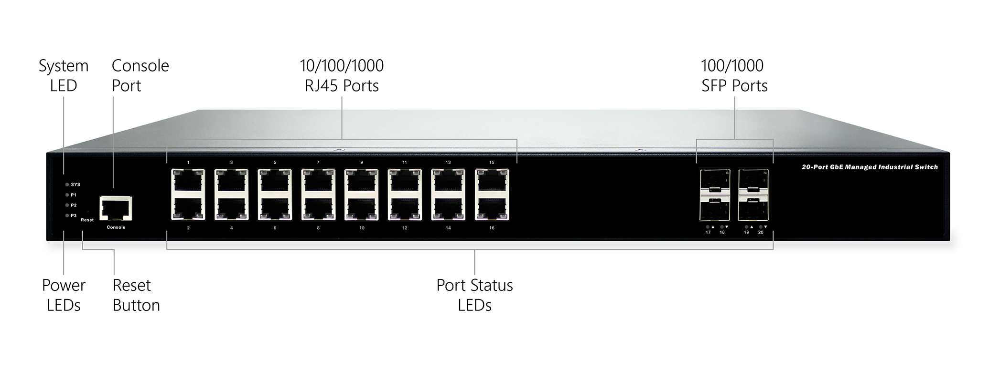 System
LED
Console
Port
10/100/1000
RJ45 Ports
100/1000
SFP Ports
1 3 5 7 9 11 13 15
20-Port GbE Managed Industrial Switch
SYS
P1
P2
P3
Reset
Console
2 4 6 8 10 12 14 16
17 ▲ 18 ▼ 19 ▲ 20 ▼
Power
LEDs
Reset
Button
Port Status
LEDs